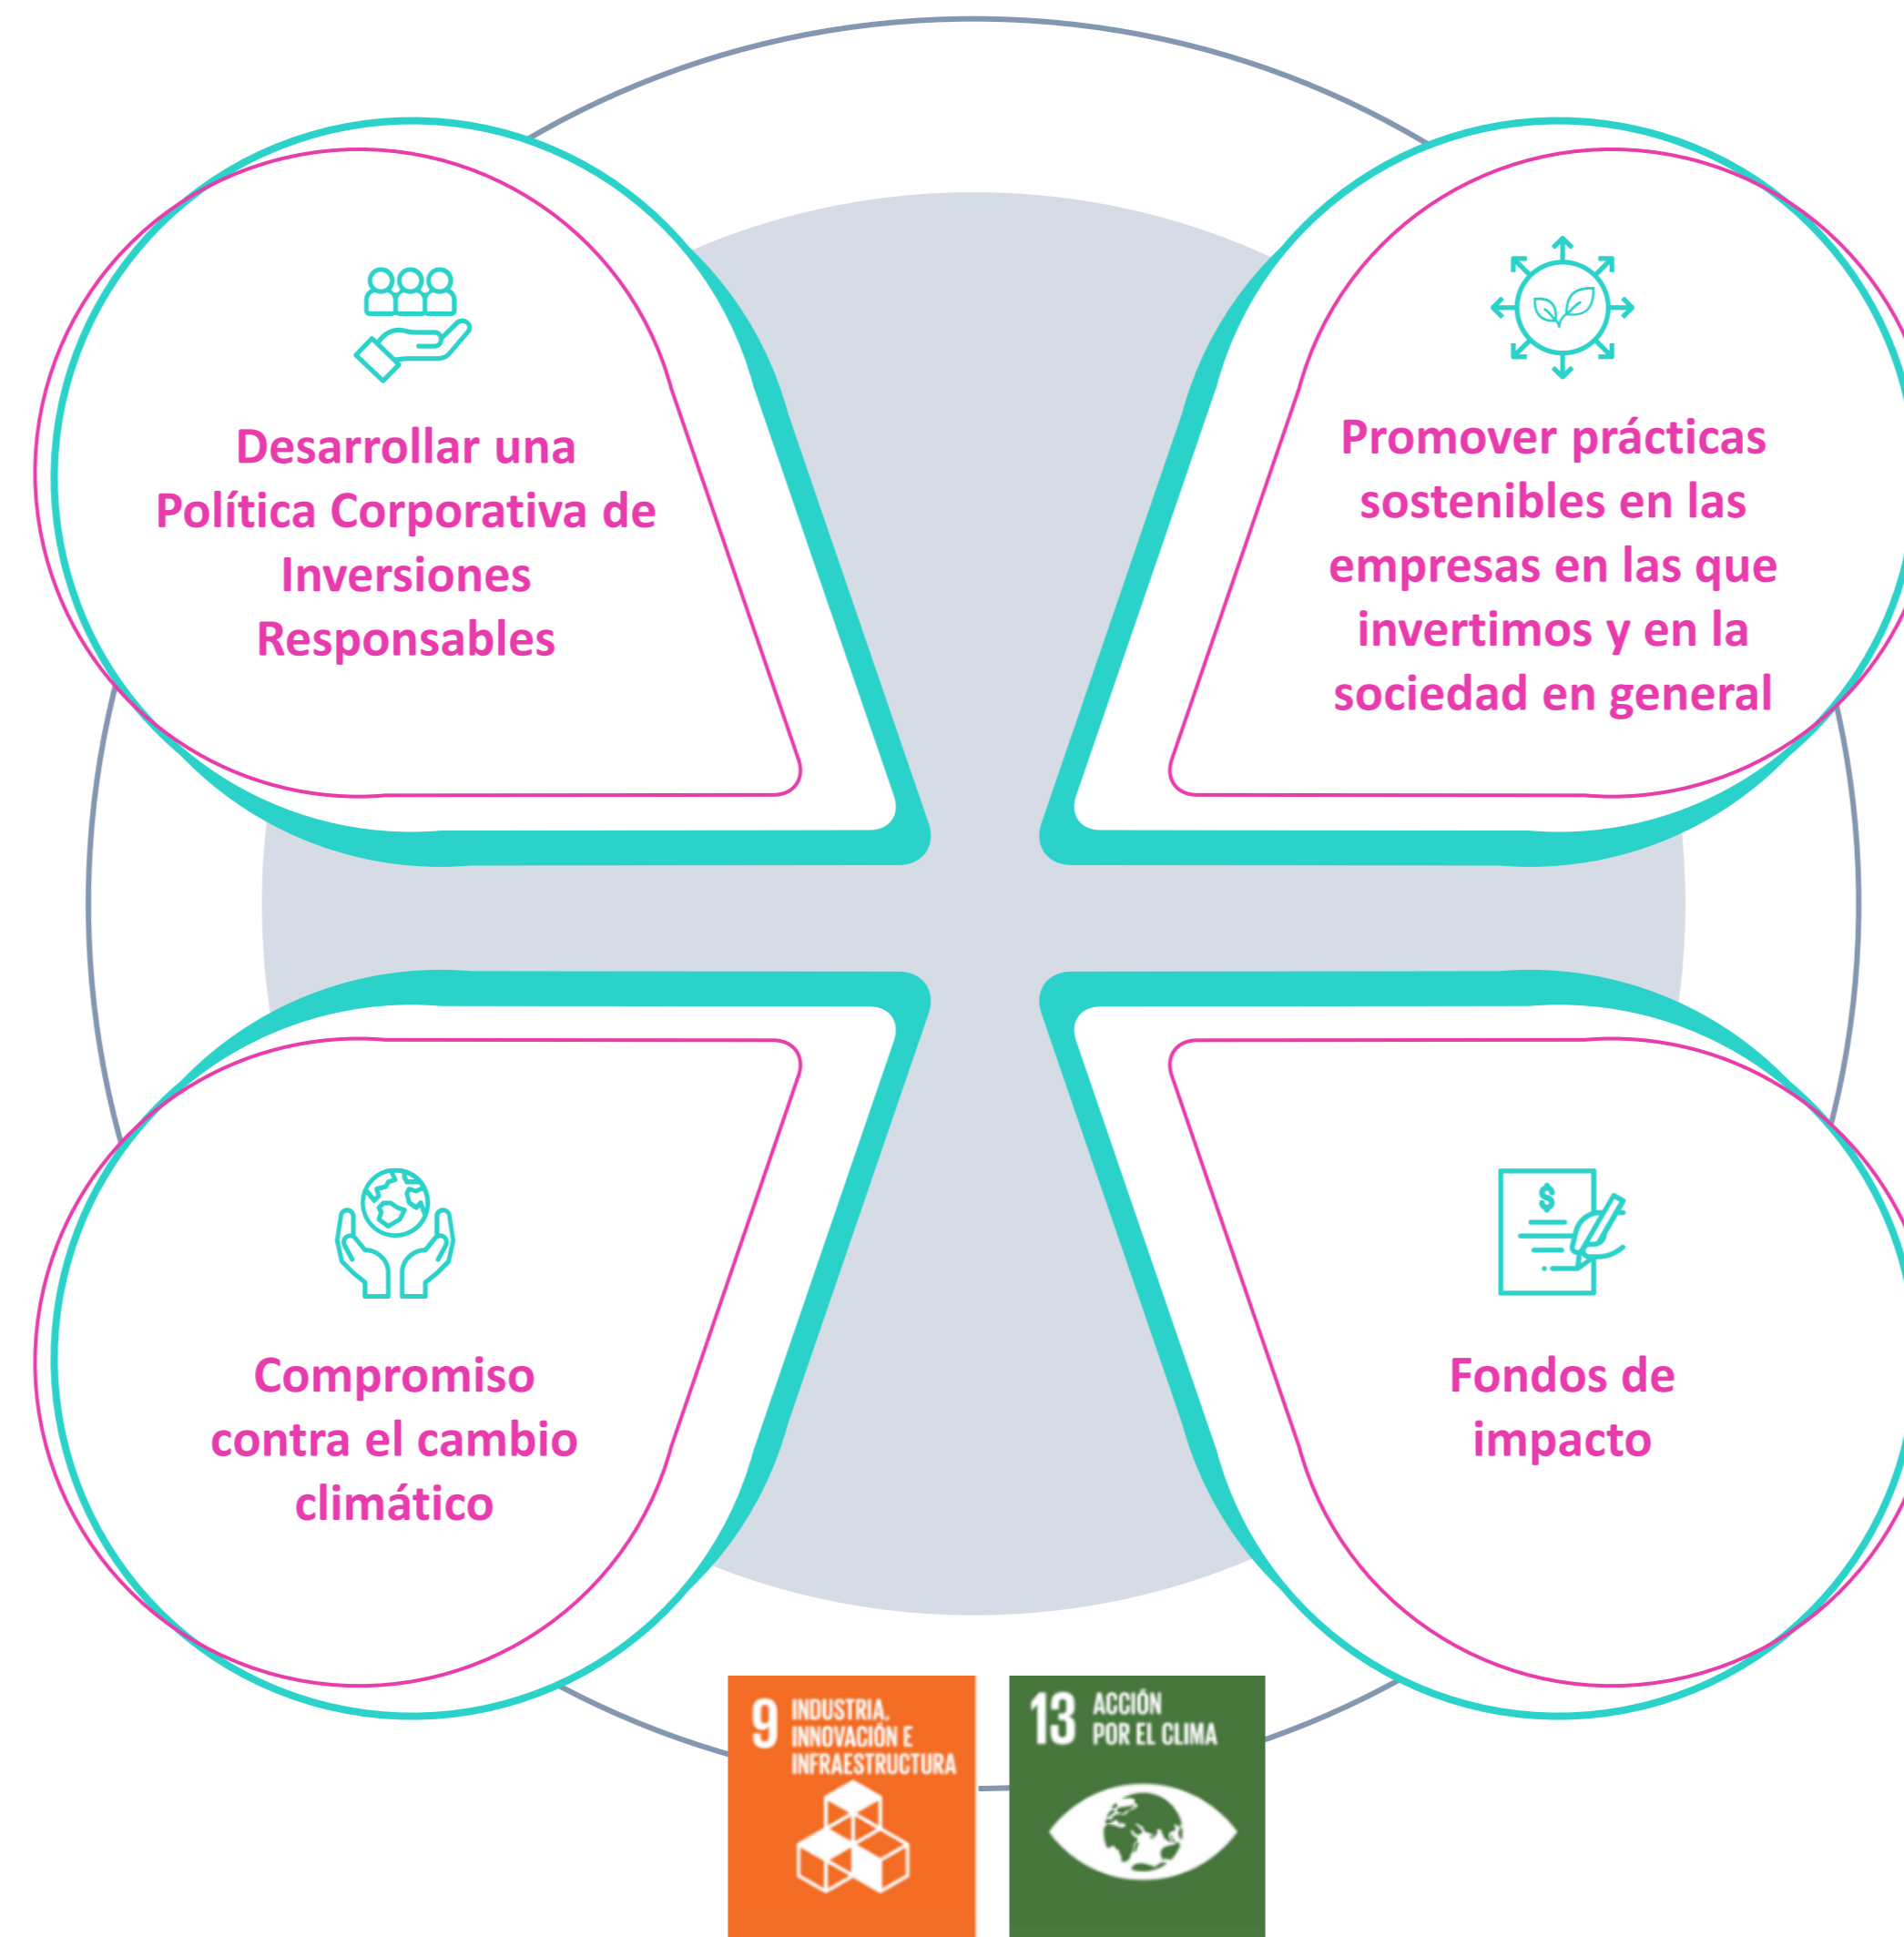 Desarrollar una
Política Corporativa de
Inversiones
Responsables
Promover prácticas
sostenibles en las
empresas en las que
invertimos y en la
sociedad en general
Compromiso
contra el cambio
climático
$
Fondos de
impacto
9 INDUSTRIA,
INNOVACIÓN E
INFRAESTRUCTURA
13 ACCIÓN
POR EL CLIMA